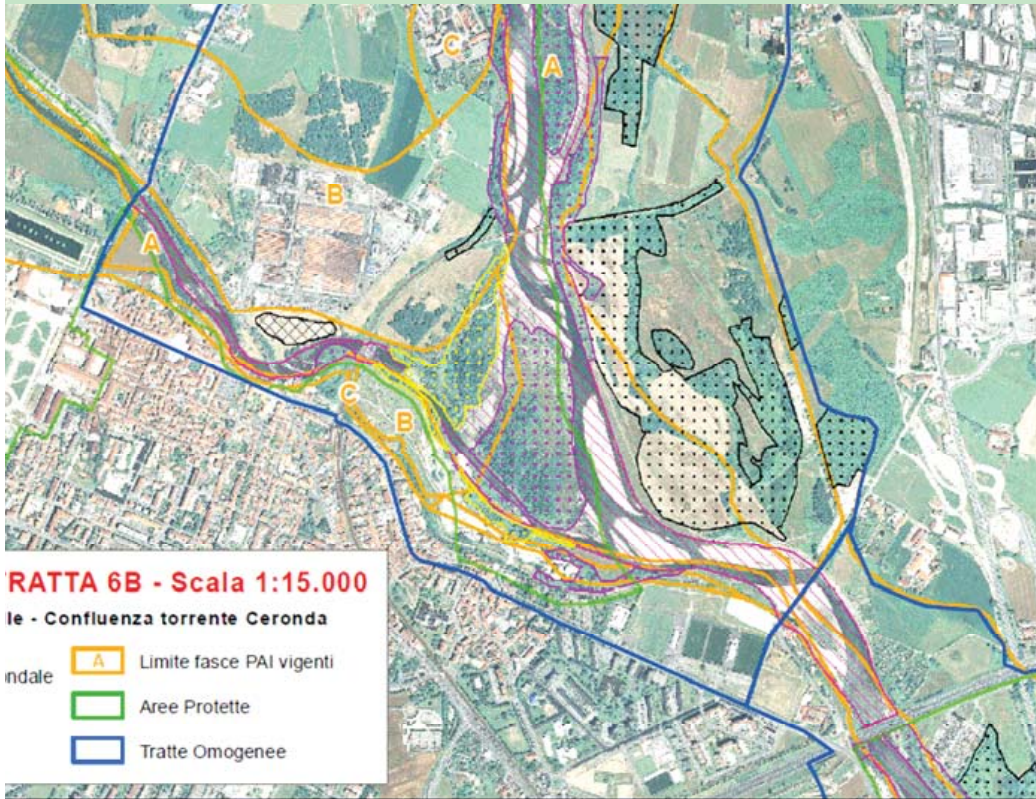 C
A
B
A
C
B
RATTA 6B - Scala 1:15.000
le - Confluenza torrente Ceronda
ndale
A Limite fasce PAI vigenti
Aree Protette
Tratte Omogenee